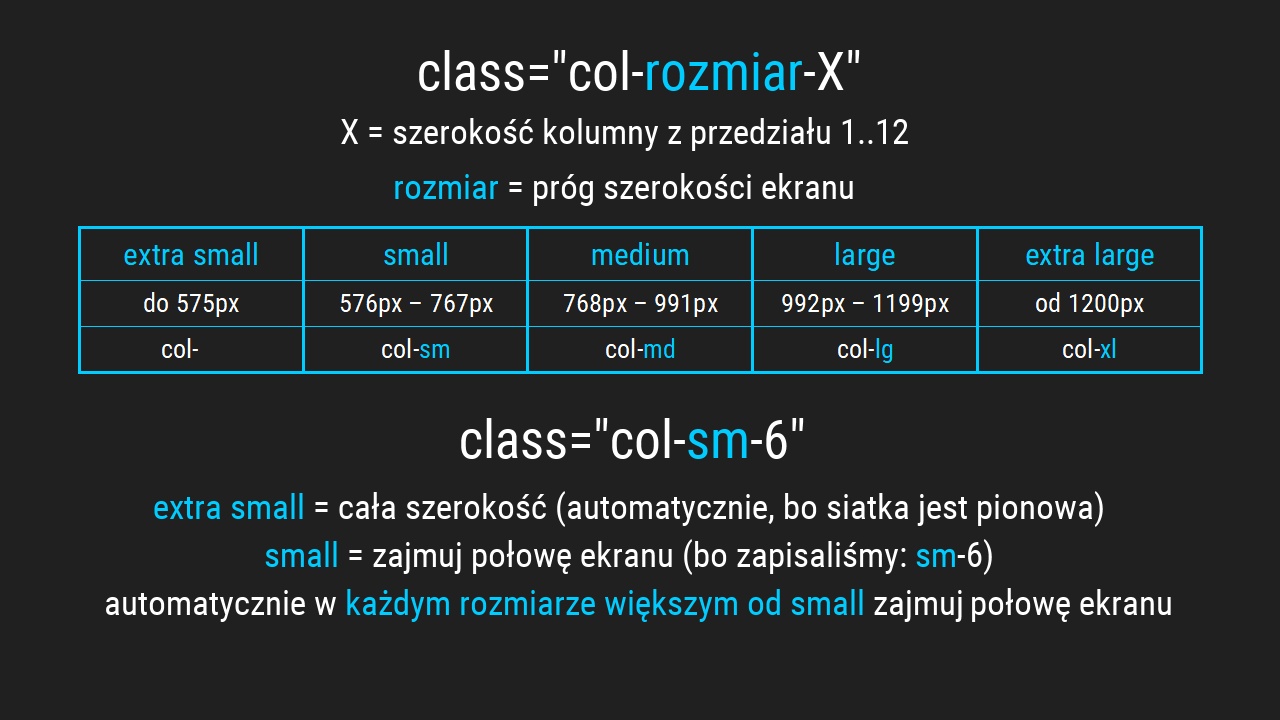 class="col-rozmiar-X"
X = szerokość kolumny z przedziału 1..12
rozmiar = próg szerokości ekranu
extra small small medium large extra large
do 575px 576px – 767px 768px – 991px 992px – 1199px od 1200px
col- col-sm col-md col-lg col-xl
class="col-sm-6"
extra small = cała szerokość (automatycznie, bo siatka jest pionowa)
small = zajmuj połowę ekranu (bo zapisaliśmy: sm-6)
automatycznie w każdym rozmiarze większym od small zajmuj połowę ekranu